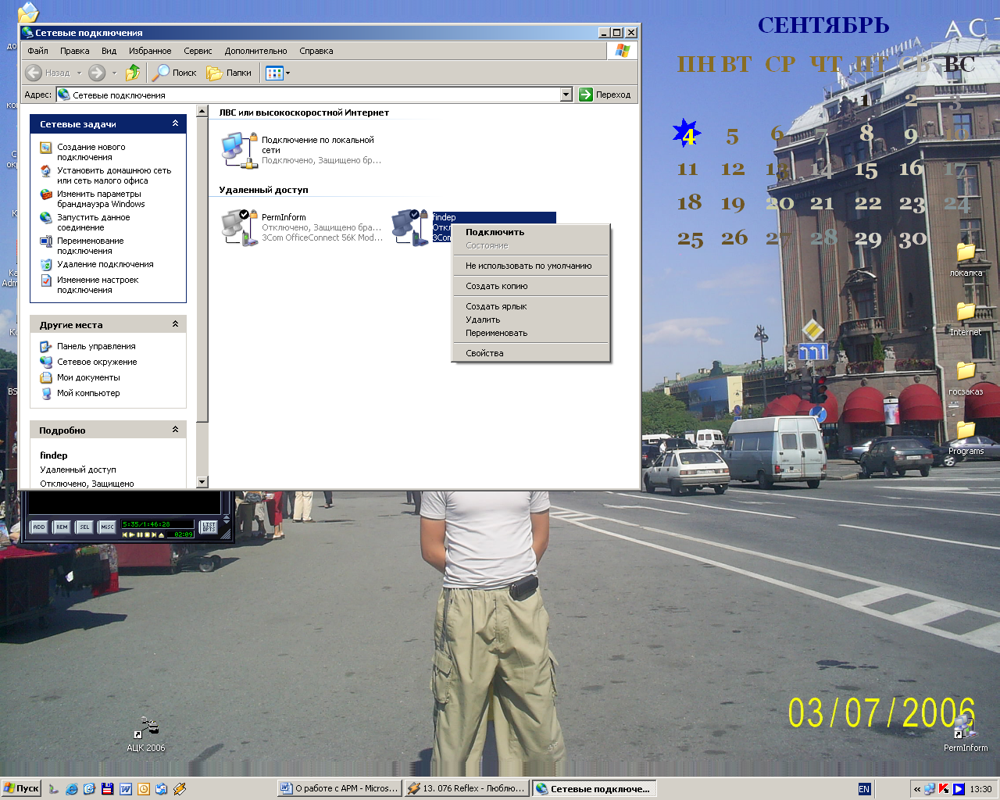 Сетевые подключения
Файл Правка Вид Избранное Сервис Дополнительно Справка
Назад Поиск Папки
Адрес: Сетевые подключения Переход
Сетевые задачи
Создание нового
подключения
Установить домашнюю сеть
или сеть малого офиса
Изменить параметры
брандмауэра Windows
Запустить данное
соединение
Переименование
подключения
Удаление подключения
Изменение настроек
подключения
Другие места
Панель управления
Сетевое окружение
Мои документы
Мой компьютер
Подробно
findep
Удаленный доступ
Отключено, Защищено
ЛВС или высокоскоростной Интернет
Подключение по локальной
сети
Подключено, Защищено бр...
Удаленный доступ
PermInform
Отключено, Защищено бра...
3Com OfficeConnect 56K Mod...
findep
3Com
Подключить
Состояние
Не использовать по умолчанию
Создать копию
Создать ярлык
Удалить
Переименовать
Свойства
СЕНТЯБРЬ
ПН ВТ СР ЧТ ПТ СБ ВС
1 2 3
4 5 6 7 8 9 10
11 12 13 14 15 16 17
18 19 20 21 22 23 24
25 26 27 28 29 30
локалка
Internet
госзаказ
Programs
ADD REM SEL MISC
5:35/1:46:28
02:09
LIST
OPTS
03/07/2006
АЦК 2006
PermInform
Пуск
О работе с АРМ - Micros...
13. 076 Reflex - Люблю...
Сетевые подключе...
EN
13:30